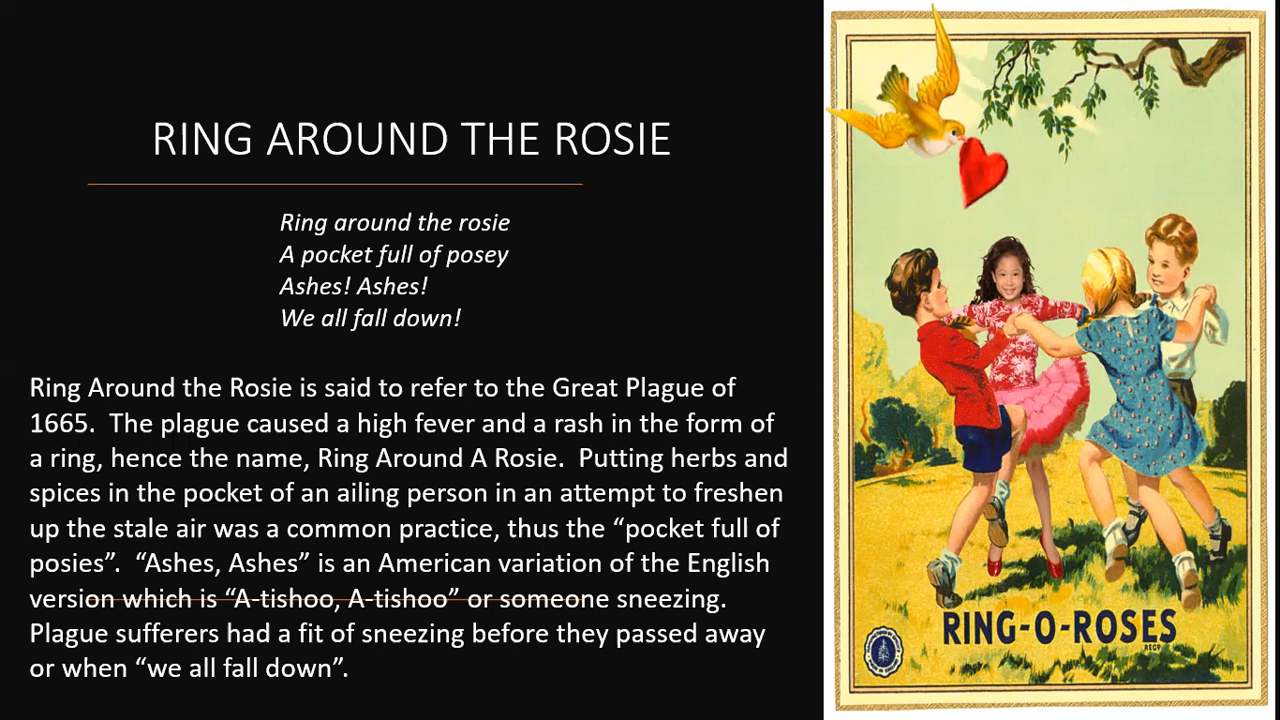 RING AROUND THE ROSIE
Ring around the rosie
A pocket full of posey
Ashes! Ashes!
We all fall down!
Ring Around the Rosie is said to refer to the Great Plague of
1665.  The plague caused a high fever and a rash in the form of
a ring, hence the name, Ring Around A Rosie.  Putting herbs and
spices in the pocket of an ailing person in an attempt to freshen
up the stale air was a common practice, thus the “pocket full of
posies”.  “Ashes, Ashes” is an American variation of the English
version which is “A-tishoo, A-tishoo” or someone sneezing.
Plague sufferers had a fit of sneezing before they passed away
or when “we all fall down”.
RING-O-ROSES
REGD